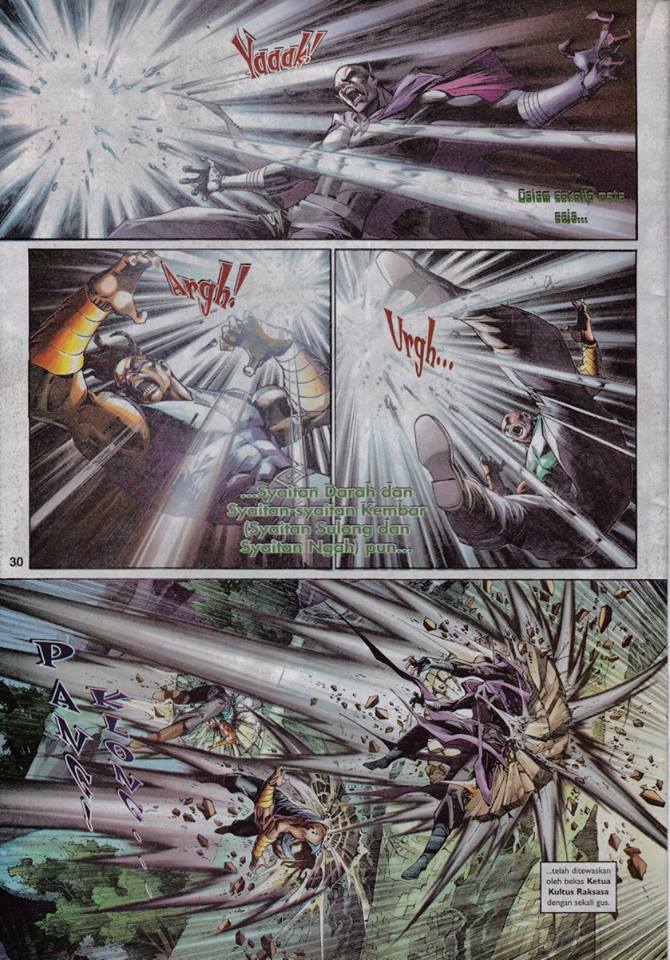 Yaaak!
Dalam sekelip mata
saja...
Argh!
Urgh...
...Syaitan Darah dan
Syaitan-syaitan Kembar
(Syaitan Sulong dan
Syaitan Ngah) pun...
30
PANG!
KLONG...
...telah ditewaskan
oleh bekas Ketua
Kultus Raksasa
dengan sekali gus.